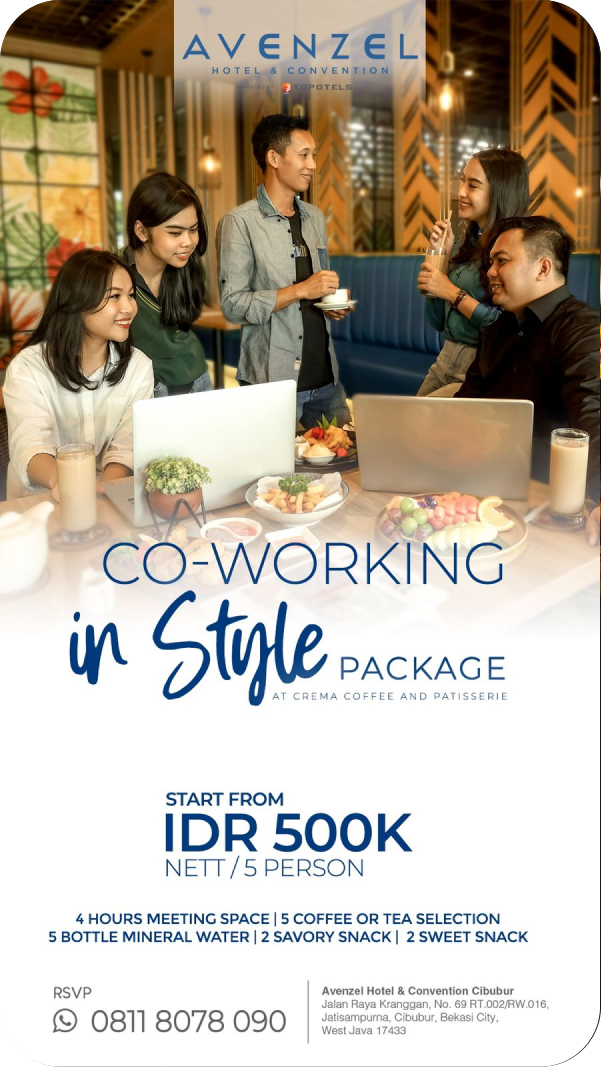 AVENZEL
HOTEL & CONVENTION
TOPOTELS
CO-WORKING
in Style PACKAGE
AT CREMA COFFEE AND PATISSERIE
START FROM
IDR 500K
NETT / 5 PERSON
4 HOURS MEETING SPACE | 5 COFFEE OR TEA SELECTION
5 BOTTLE MINERAL WATER | 2 SAVORY SNACK | 2 SWEET SNACK
RSVP
0811 8078 090
Avenzel Hotel & Convention Cibubur
Jalan Raya Kranggan, No. 69 RT.002/RW.016,
Jatisampurna, Cibubur, Bekasi City,
West Java 17433